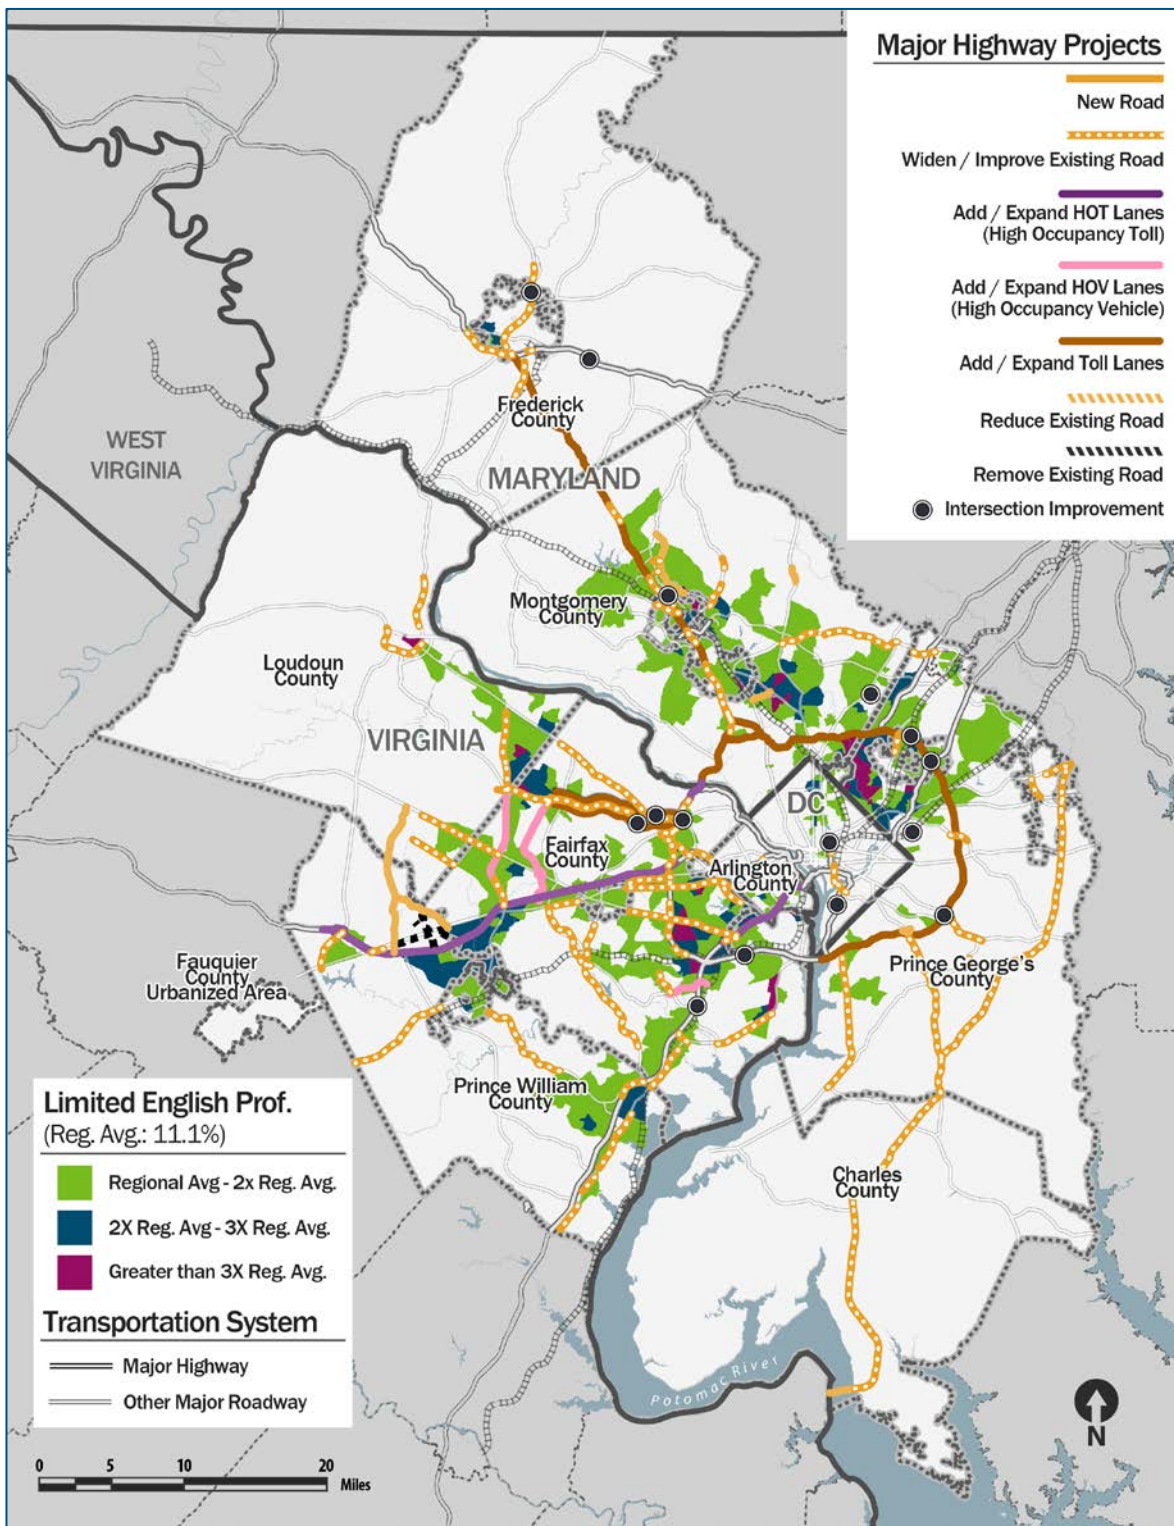 Major Highway Projects
New Road
Widen / Improve Existing Road
Add / Expand HOT Lanes
(High Occupancy Toll)
Add / Expand HOV Lanes
(High Occupancy Vehicle)
Add / Expand Toll Lanes
Reduce Existing Road
Remove Existing Road
Intersection Improvement
WEST
VIRGINIA
Frederick
County
MARYLAND
Montgomery
County
Loudoun
County
VIRGINIA
DC
Fairfax
County
Arlington
County
Fauquier
County
Urbanized Area
Prince George's
County
Prince William
County
Charles
County
Potomac River
Limited English Prof.
(Reg. Avg.: 11.1%)
Regional Avg - 2x Reg. Avg.
2X Reg. Avg - 3X Reg. Avg.
Greater than 3X Reg. Avg.
Transportation System
Major Highway
Other Major Roadway
0 5 10 20
Miles
N